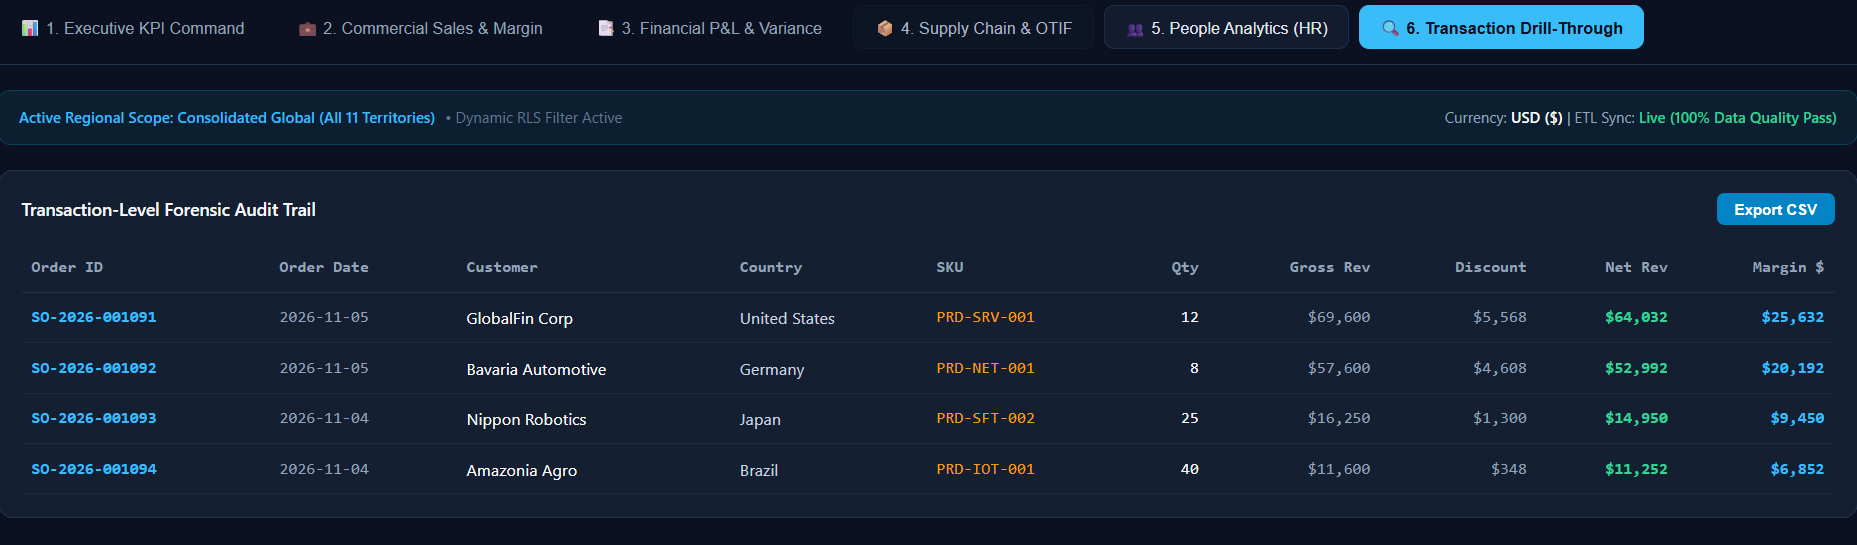 1. Executive KPI Command 2. Commercial Sales & Margin 3. Financial P&L & Variance 4. Supply Chain & OTIF 5. People Analytics (HR) 6. Transaction Drill-Through
Active Regional Scope: Consolidated Global (All 11 Territories) • Dynamic RLS Filter Active Currency: USD ($) | ETL Sync: Live (100% Data Quality Pass)
Transaction-Level Forensic Audit Trail Export CSV
Order ID Order Date Customer Country SKU Qty Gross Rev Discount Net Rev Margin $
SO-2026-001091 2026-11-05 GlobalFin Corp United States PRD-SRV-001 12 $69,600 $5,568 $64,032 $25,632
SO-2026-001092 2026-11-05 Bavaria Automotive Germany PRD-NET-001 8 $57,600 $4,608 $52,992 $20,192
SO-2026-001093 2026-11-04 Nippon Robotics Japan PRD-SFT-002 25 $16,250 $1,300 $14,950 $9,450
SO-2026-001094 2026-11-04 Amazonia Agro Brazil PRD-IOT-001 40 $11,600 $348 $11,252 $6,852